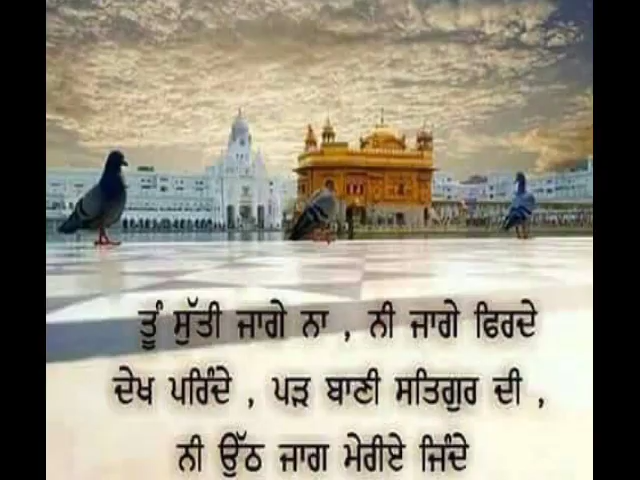 ਤੂੰ ਸੁੱਤੀ ਜਾਗੇ ਨਾ , ਨੀ ਜਾਗੇ ਫਿਰਦੇ
ਦੇਖ ਪਰਿੰਦੇ , ਪੜ ਬਾਣੀ ਸਤਿਗੁਰ ਦੀ ,
ਨੀ ਉੱਠ ਜਾਗ ਮੇਰੀਏ ਜਿੰਦੇ